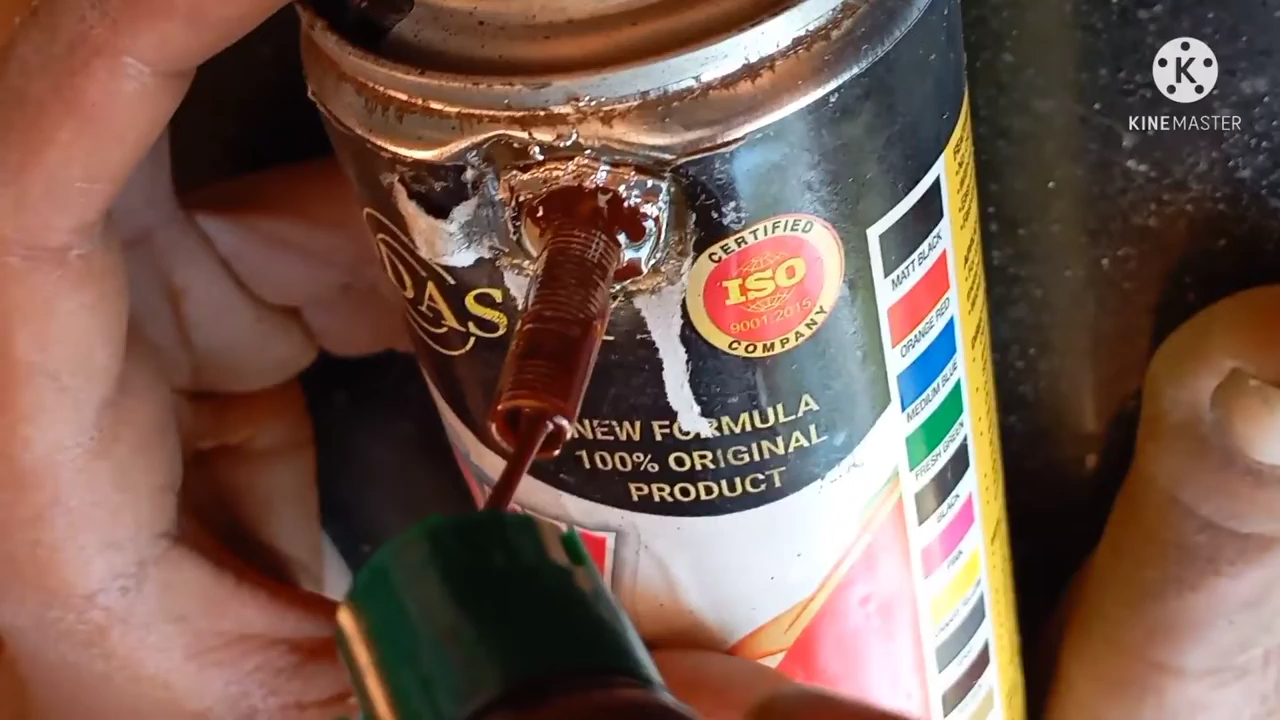 K
KINEMASTER
DAS
CERTIFIED
ISO
9001:2015
COMPANY
NEW FORMULA
100% ORIGINAL
PRODUCT
MATT BLACK
ORANGE RED
MEDIUM BLUE
FRESH GREEN
BLACK
PINK